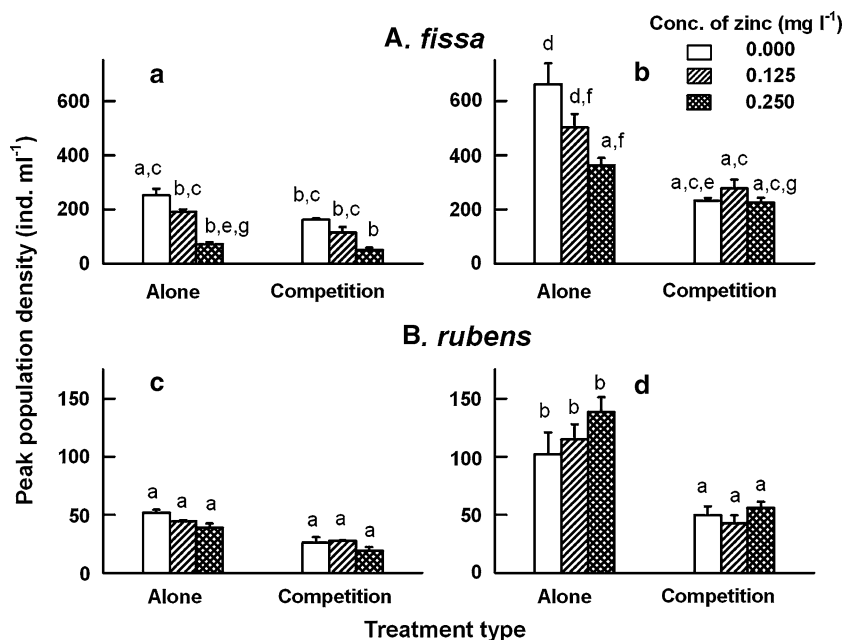 Conc. of zinc (mg l-1)
0.000
0.125
0.250
A. fissa
Peak population density (ind. ml-1)
a
600
400
200
0
a,c
b,c
b,e,g
b,c
b,c
b
Alone
Competition
b
600
400
200
0
d
d,f
a,f
a,c,e
a,c
a,c,g
Alone
Competition
B. rubens
c
150
100
50
0
a
a
a
a
a
a
Alone
Competition
d
150
100
50
0
b
b
b
a
a
a
Alone
Competition
Treatment type